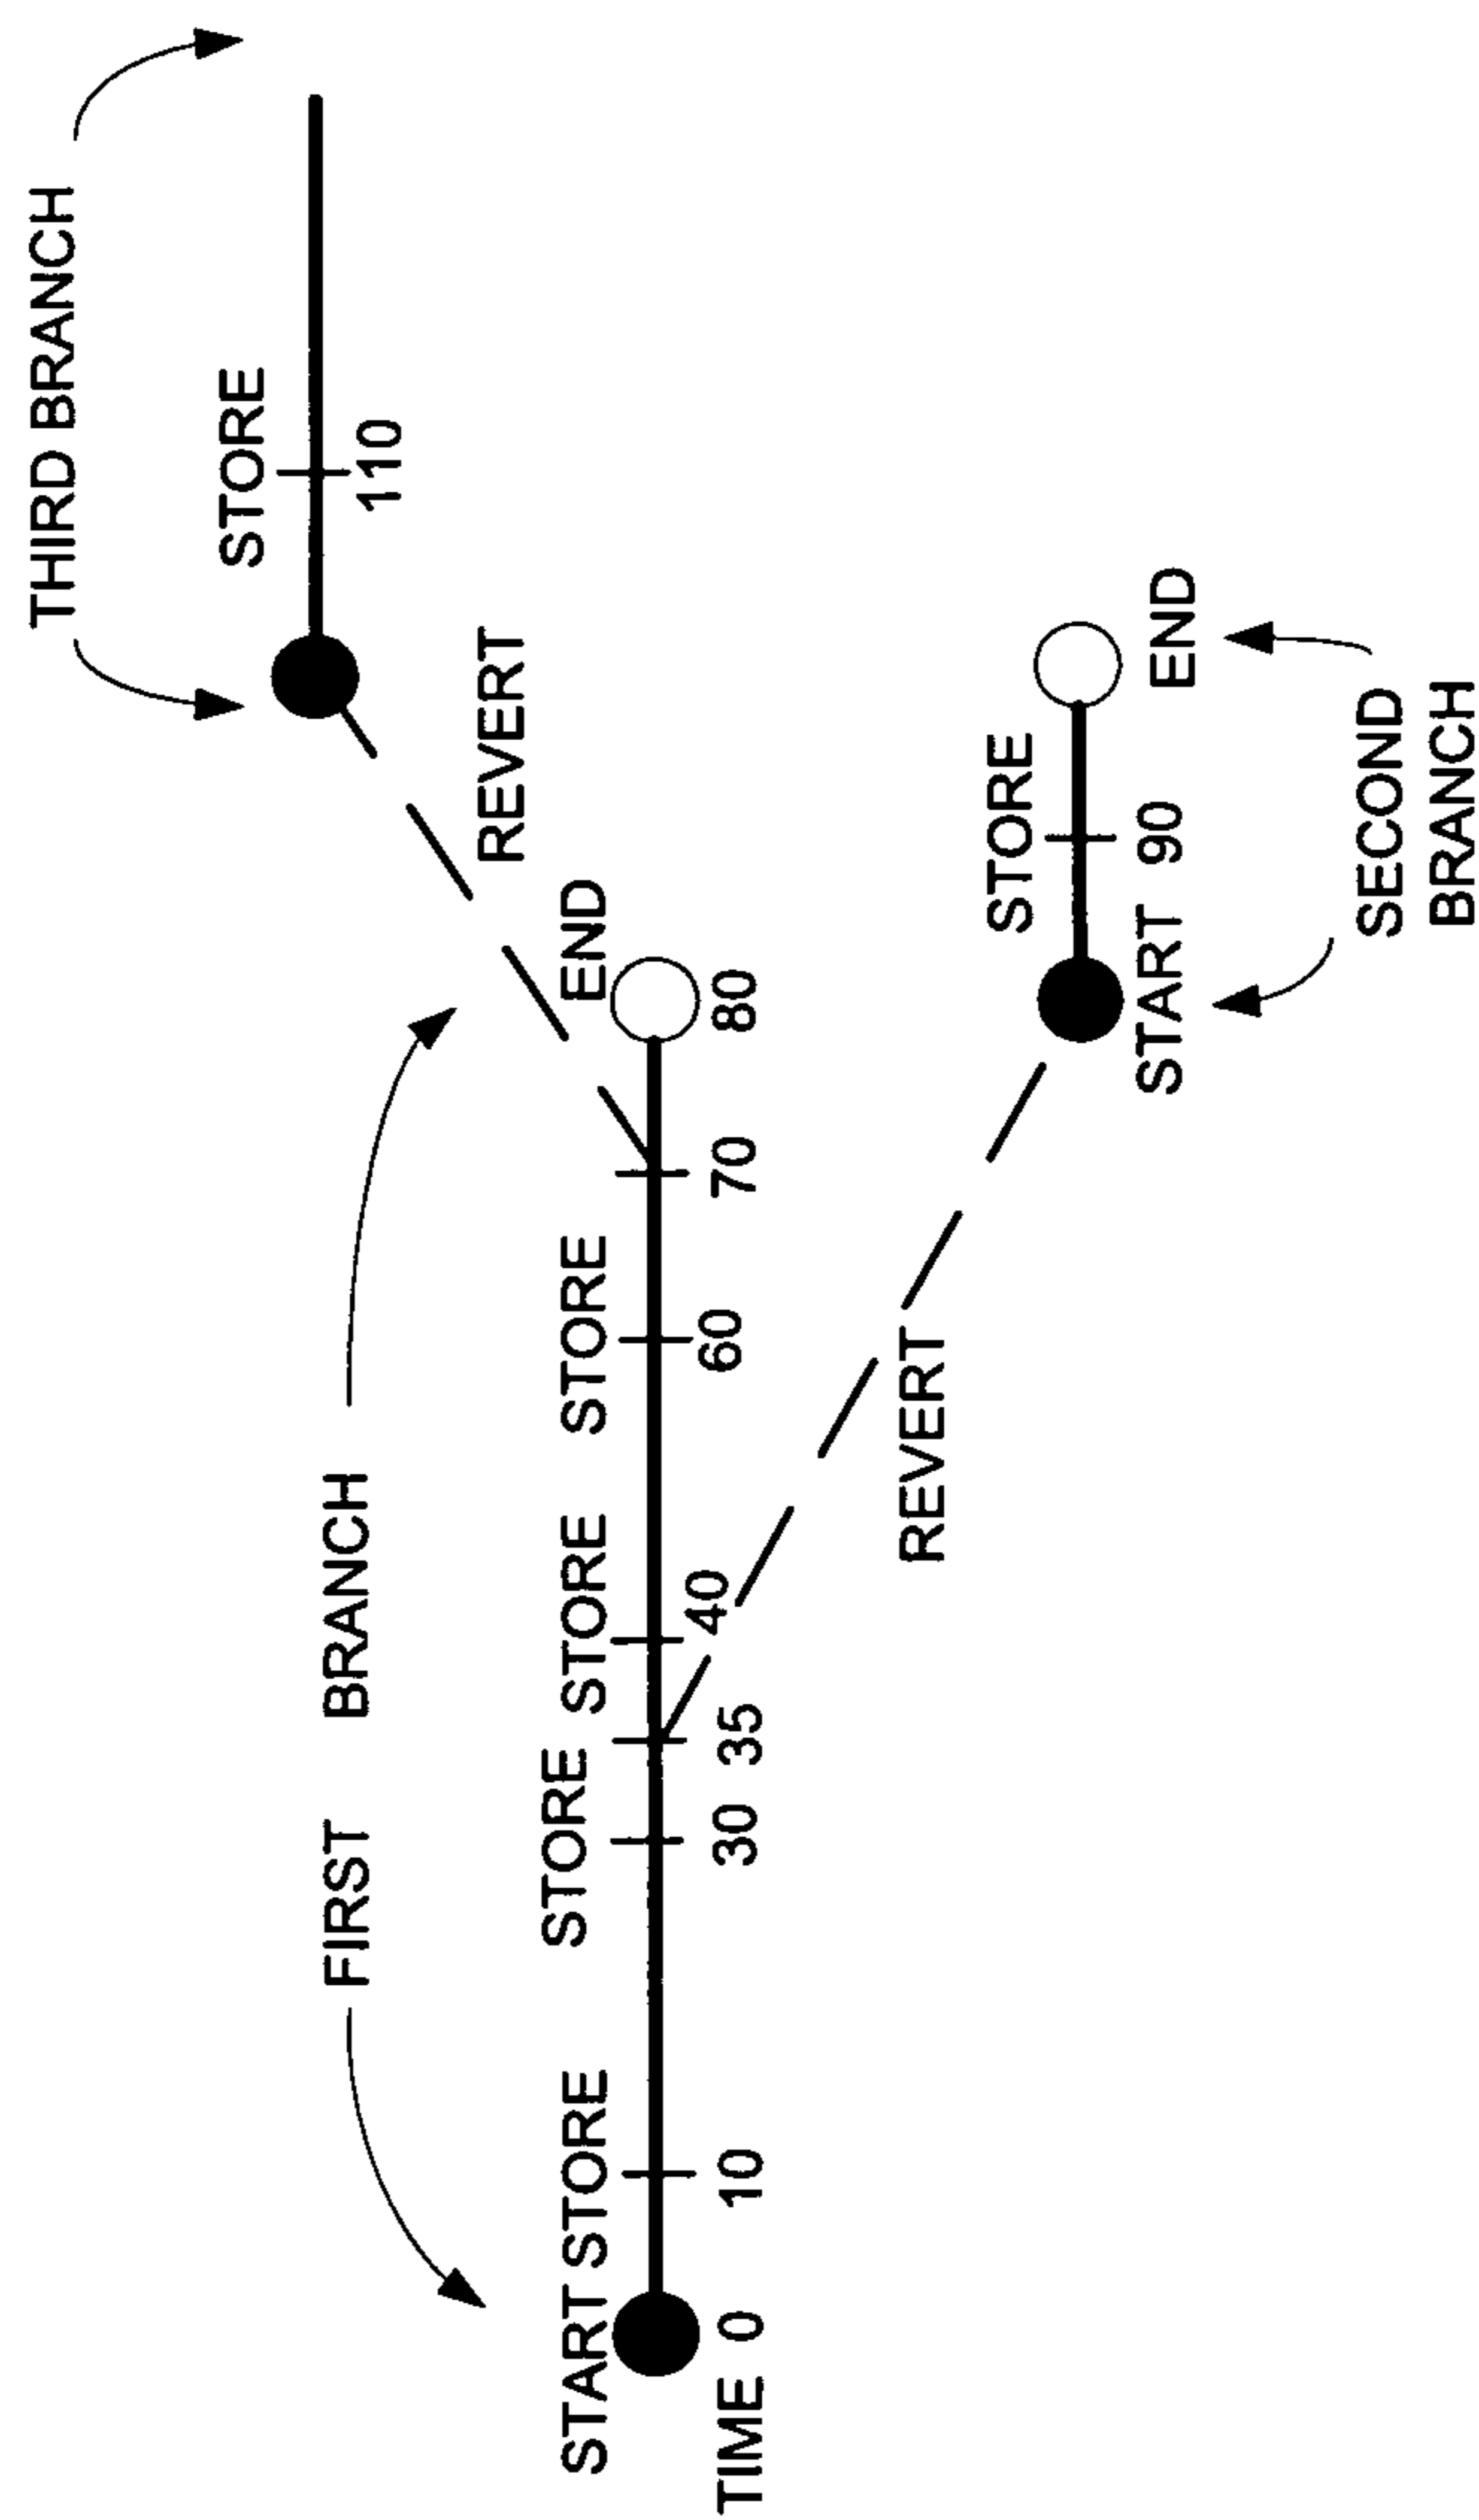 THIRD BRANCH
STORE
110
FIRST BRANCH
REVERT
START STORE STORE STORE STORE END
TIME 0 10 30 35 40 60 70 80
REVERT
STORE
START 90 END
SECOND
BRANCH